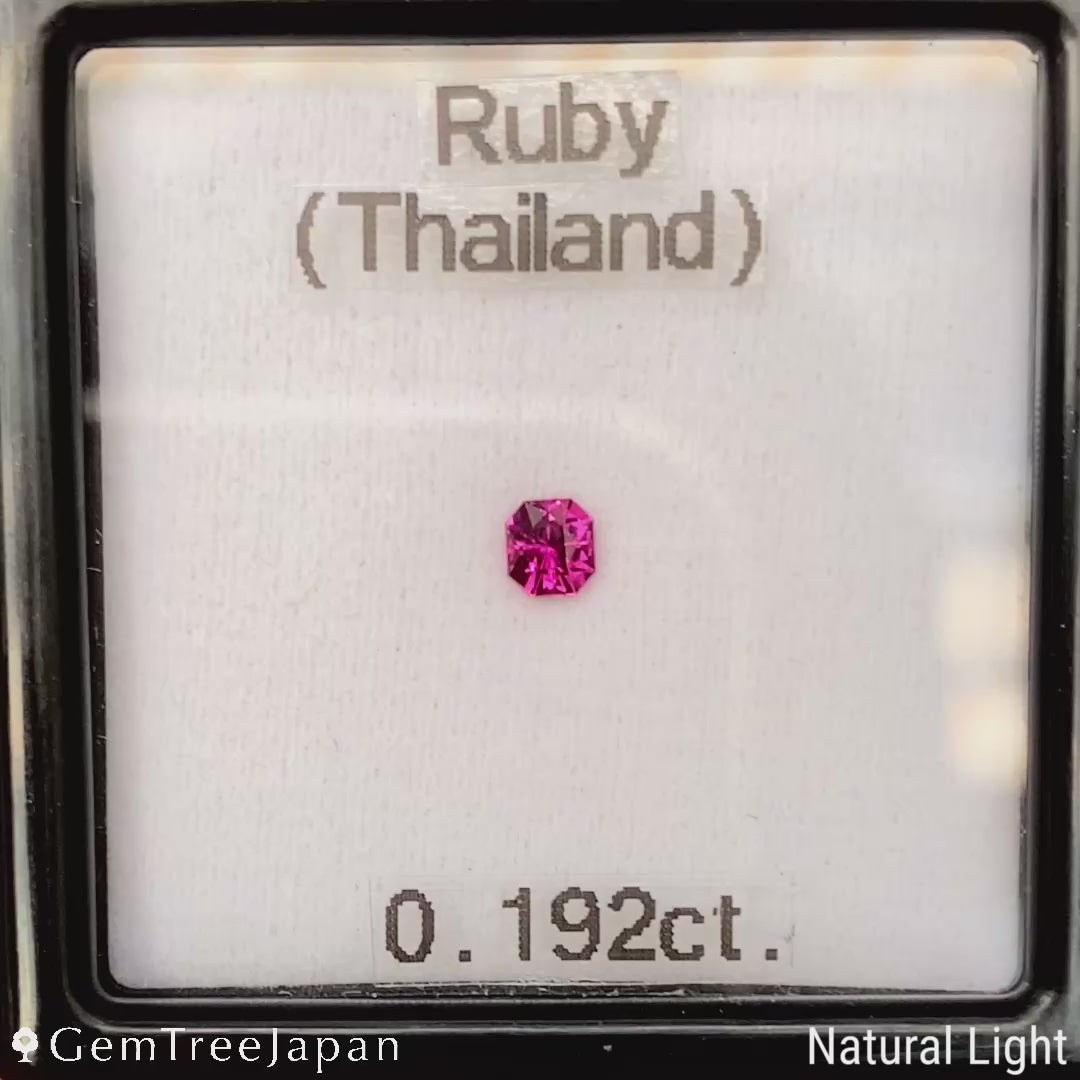 Ruby
(Thailand)
0.192ct.
GemTreeJapan
Natural Light